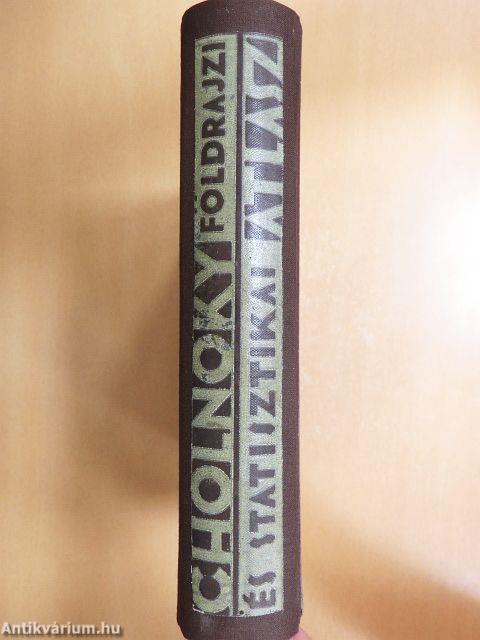 CHOLNOKY FÖLDRAJZI
ÉS STATISZTIKAI ATLASZ
Antikvárium.hu